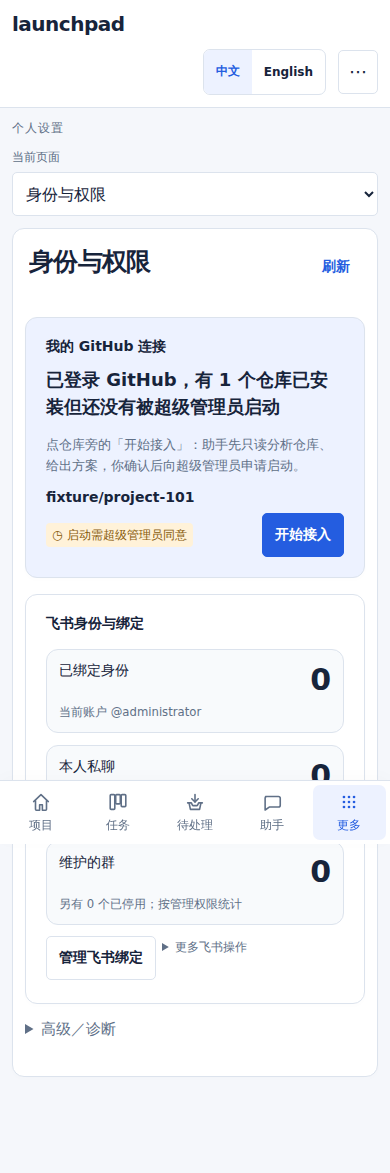 launchpad
中文 English ⋯
个人设置
当前页面
身份与权限
身份与权限
刷新
我的 GitHub 连接
已登录 GitHub，有 1 个仓库已安
装但还没有被超级管理员启动
点仓库旁的「开始接入」：助手先只读分析仓库、
给出方案，你确认后向超级管理员申请启动。
fixture/project-101
启动需超级管理员同意
开始接入
飞书身份与绑定
已绑定身份 0
当前账户 @administrator
本人私聊 0
项目 任务 待处理 助手 更多
维护的群 0
另有 0 个已停用；按管理权限统计
管理飞书绑定
更多飞书操作
高级／诊断